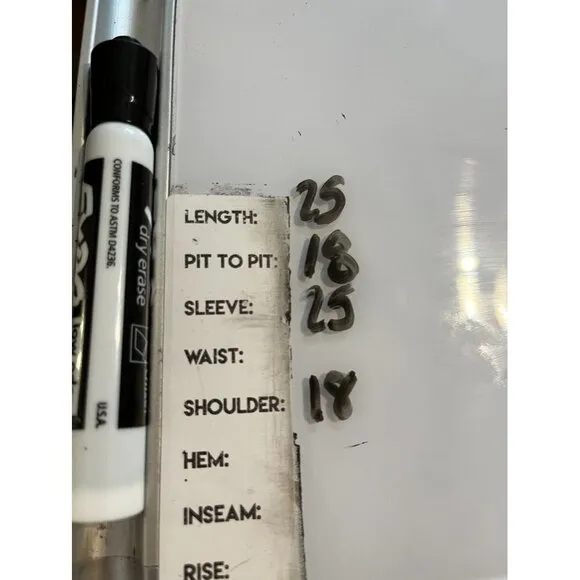 LENGTH: 25
PIT TO PIT: 18
SLEEVE: 25
WAIST:
SHOULDER: 18
HEM:
INSEAM:
RISE:
CONFORMS TO ASTM D4236.
dry erase
U.S.A.